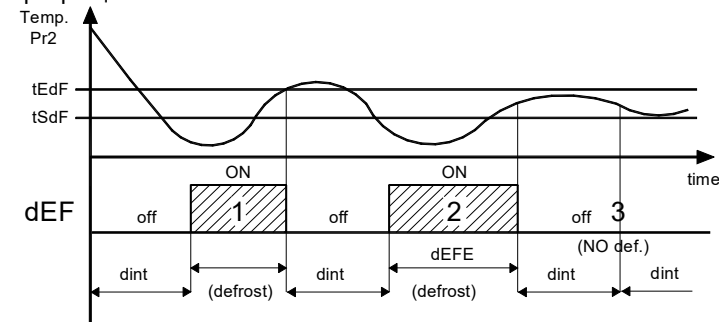 Temp.
Pr2
tEdF
tSdF
time
ON ON
dEF off 1 off 2 off 3
(NO def.)
dEFE
dint (defrost) dint (defrost) dint dint